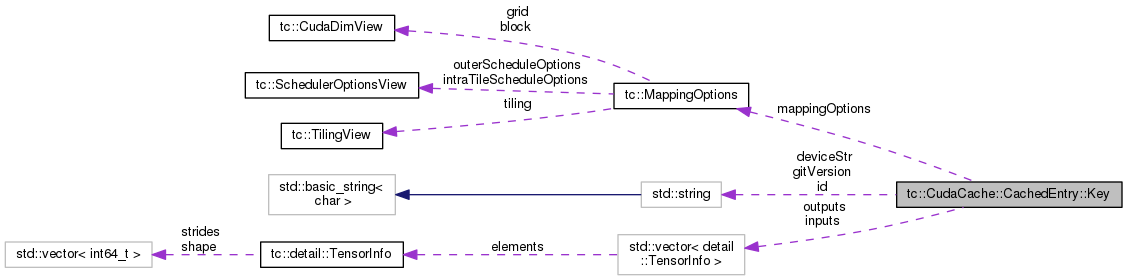 grid
block
tc::CudaDimView
outerScheduleOptions
intraTileScheduleOptions
tc::SchedulerOptionsView
tc::MappingOptions
tiling
mappingOptions
tc::TilingView
deviceStr
gitVersion
id
std::basic_string<
char >
std::string
tc::CudaCache::CachedEntry::Key
outputs
inputs
strides
shape
std::vector< int64_t >
tc::detail::TensorInfo
elements
std::vector< detail
::TensorInfo >